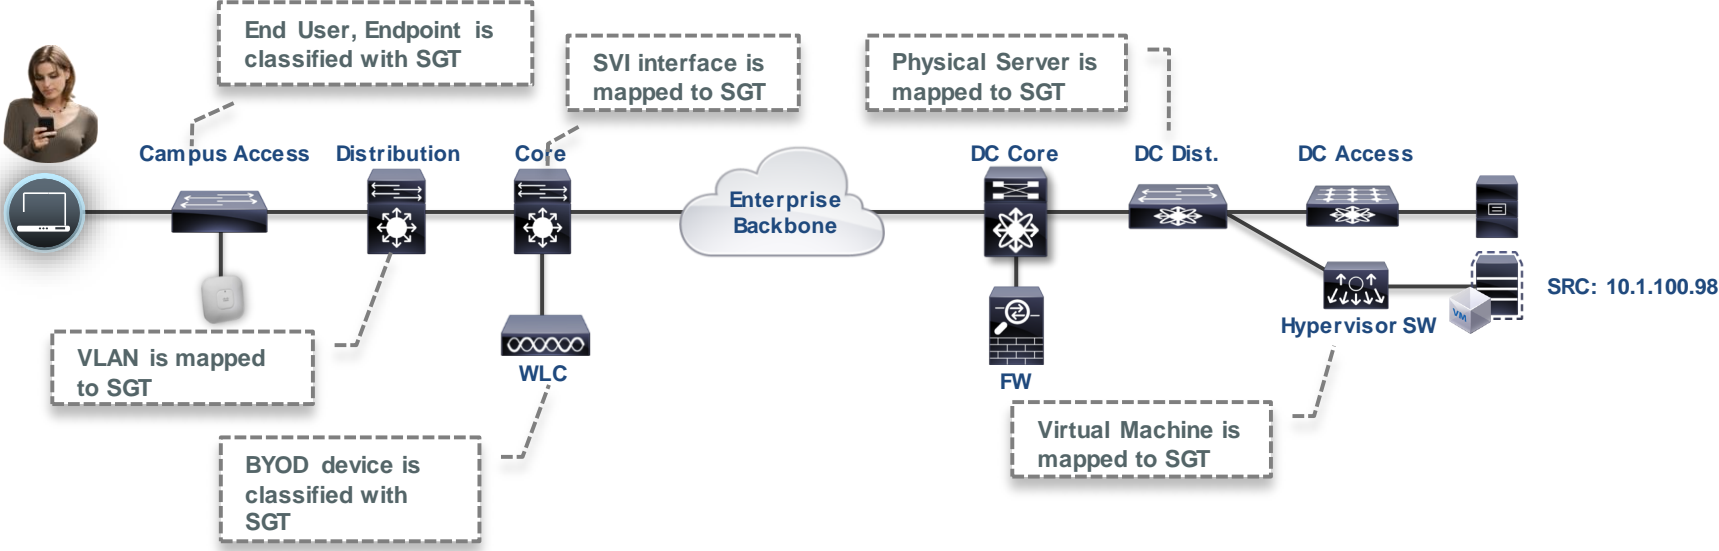 End User, Endpoint is
classified with SGT
SVI interface is
mapped to SGT
Physical Server is
mapped to SGT
Campus Access
Distribution
Core
DC Core
DC Dist.
DC Access
Enterprise
Backbone
SRC: 10.1.100.98
VM
Hypervisor SW
VLAN is mapped
to SGT
WLC
FW
Virtual Machine is
mapped to SGT
BYOD device is
classified with
SGT